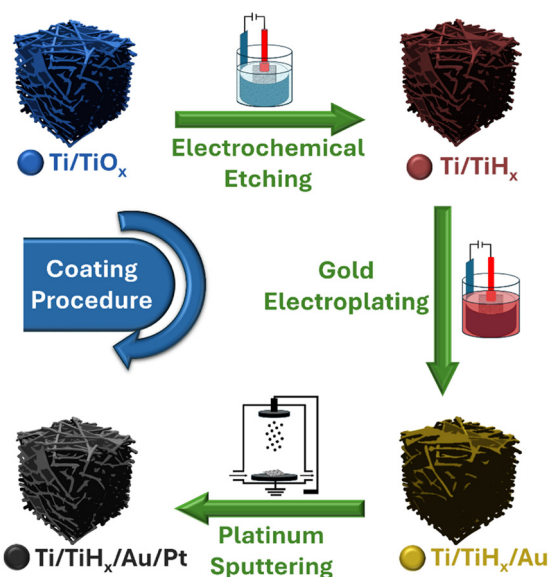 Ti/TiOₓ
Electrochemical
Etching
Ti/TiHₓ
Coating
Procedure
Gold
Electroplating
Ti/TiHₓ/Au/Pt
Platinum
Sputtering
Ti/TiHₓ/Au